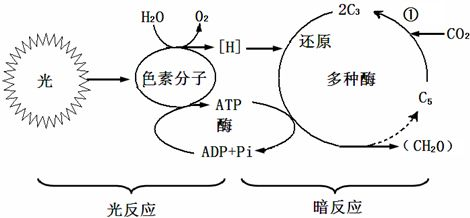 H₂O
O₂
[H]
2C₃
①
CO₂
还原
光
色素分子
多种酶
ATP
酶
C₅
ADP+Pi
(CH₂O)
光反应
暗反应